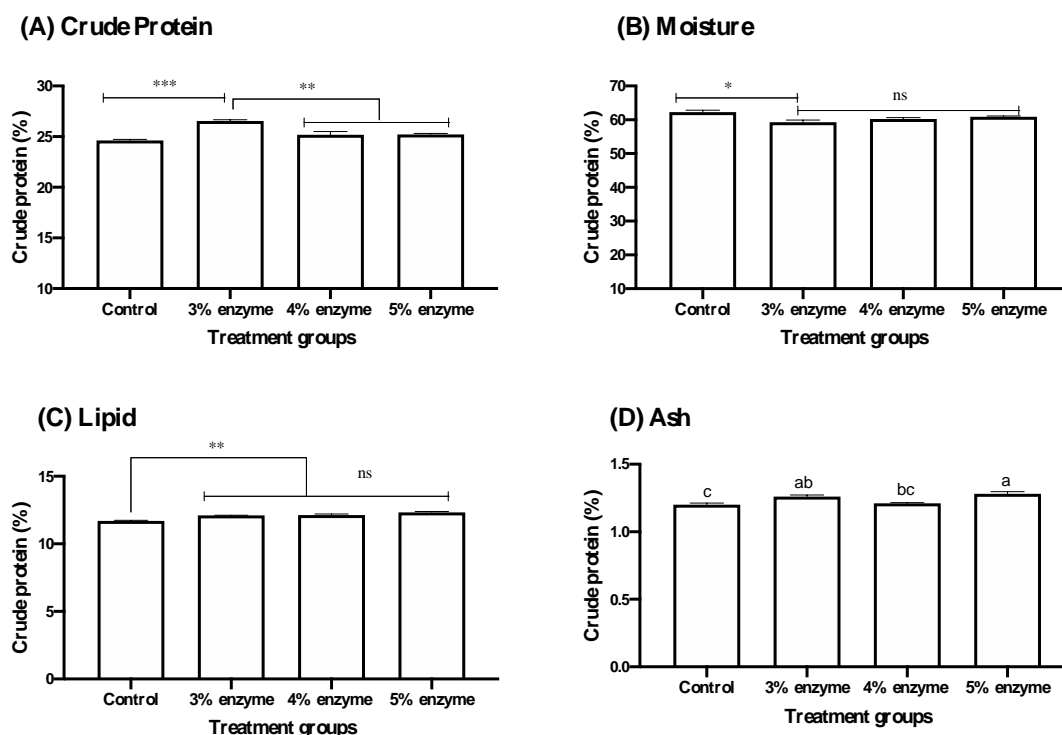 (A) Crude Protein
***
**
30
25
20
15
10
Crude protein (%)
Control 3% enzyme 4% enzyme 5% enzyme
Treatment groups
(B) Moisture
*
ns
70
60
50
40
30
20
10
Crude protein (%)
Control 3% enzyme 4% enzyme 5% enzyme
Treatment groups
(C) Lipid
**
ns
15
10
5
0
Crude protein (%)
Control 3% enzyme 4% enzyme 5% enzyme
Treatment groups
(D) Ash
1.5
1.0
0.5
0.0
c ab bc a
Crude protein (%)
Control 3% enzyme 4% enzyme 5% enzyme
Treatment groups